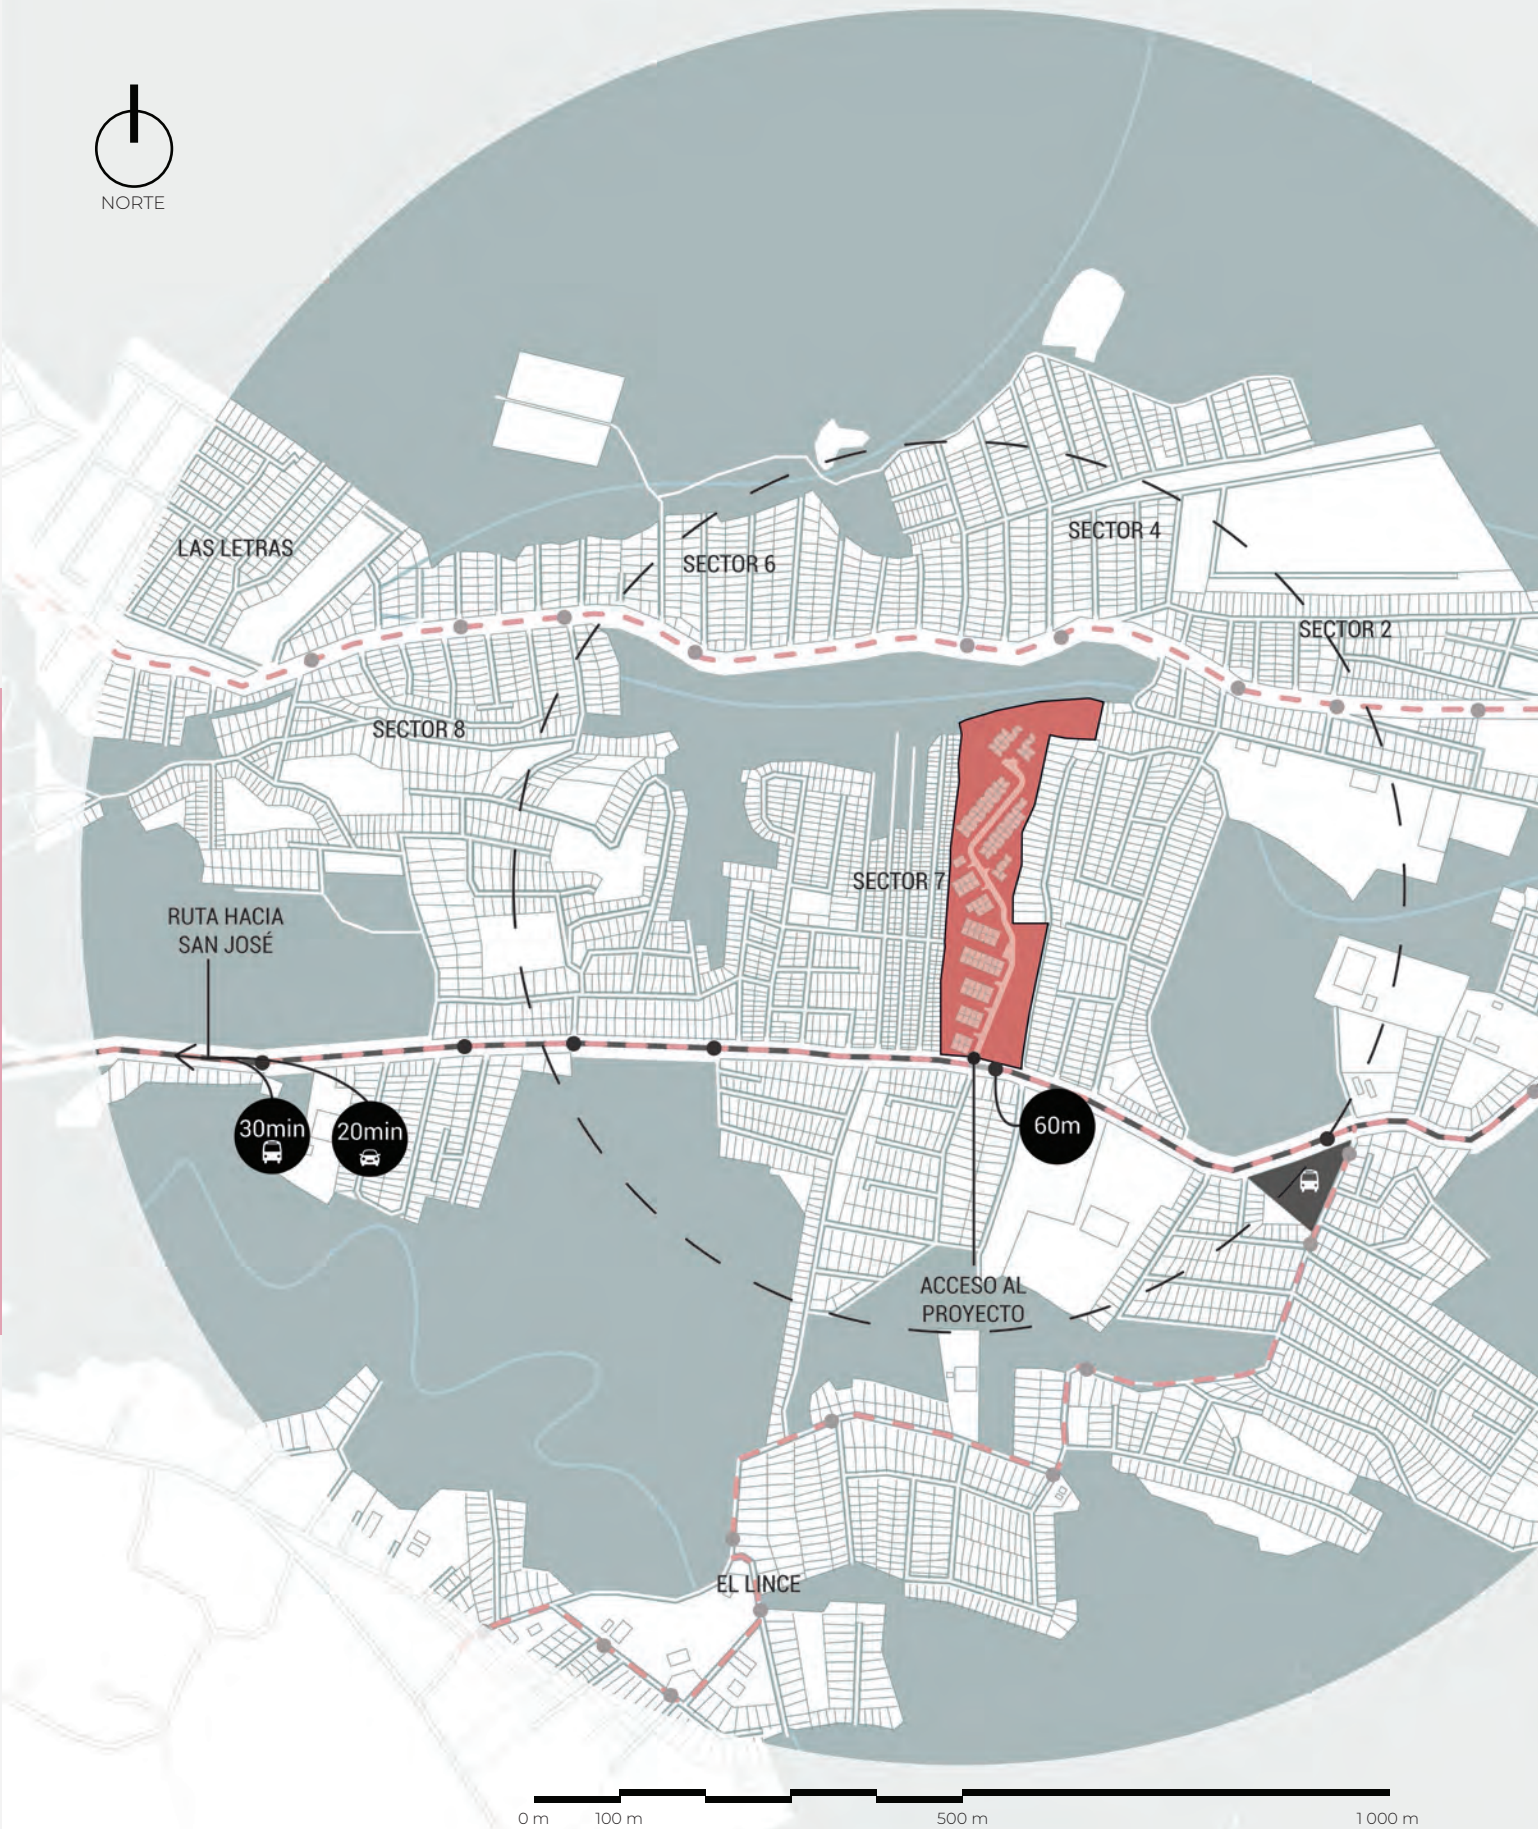 NORTE
LAS LETRAS
SECTOR 6
SECTOR 4
SECTOR 2
SECTOR 8
SECTOR 7
RUTA HACIA
SAN JOSÉ
30min
20min
60m
ACCESO AL
PROYECTO
EL LINCE
0 m
100 m
500 m
1 000 m